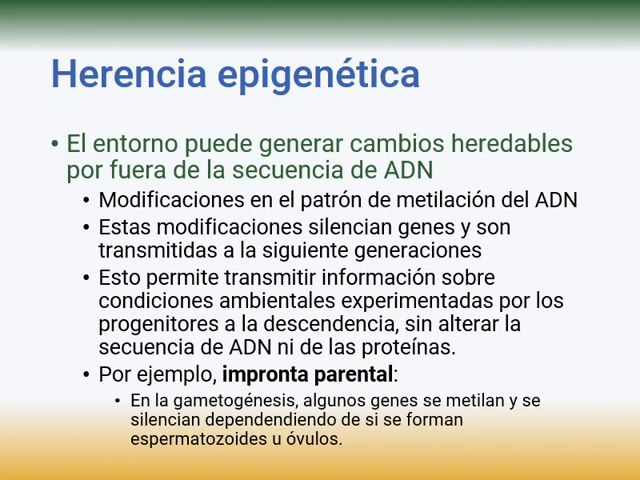 Herencia epigenética
• El entorno puede generar cambios heredables
por fuera de la secuencia de ADN
• Modificaciones en el patrón de metilación del ADN
• Estas modificaciones silencian genes y son
transmitidas a la siguiente generaciones
• Esto permite transmitir información sobre
condiciones ambientales experimentadas por los
progenitores a la descendencia, sin alterar la
secuencia de ADN ni de las proteínas.
• Por ejemplo, impronta parental:
• En la gametogénesis, algunos genes se metilan y se
silencian dependendiendo de si se forman
espermatozoides u óvulos.